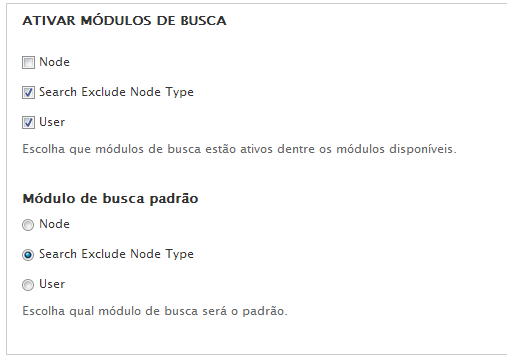 ATIVAR MÓDULOS DE BUSCA
Node
Search Exclude Node Type
User
Escolha que módulos de busca estão ativos dentre os módulos disponíveis.
Módulo de busca padrão
Node
Search Exclude Node Type
User
Escolha qual módulo de busca será o padrão.